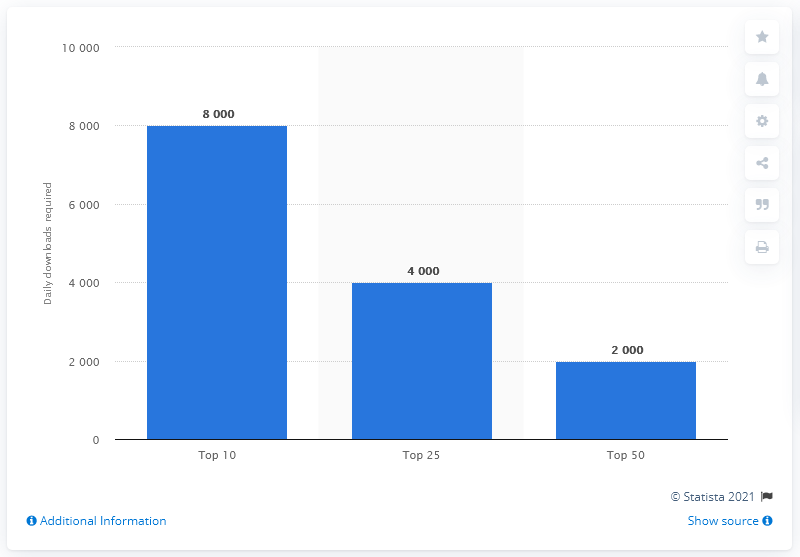 Daily downloads required
10 000
8 000
6 000
4 000
2 000
0
8 000
4 000
2 000
Top 10
Top 25
Top 50
© Statista 2021
Additional Information
Show source